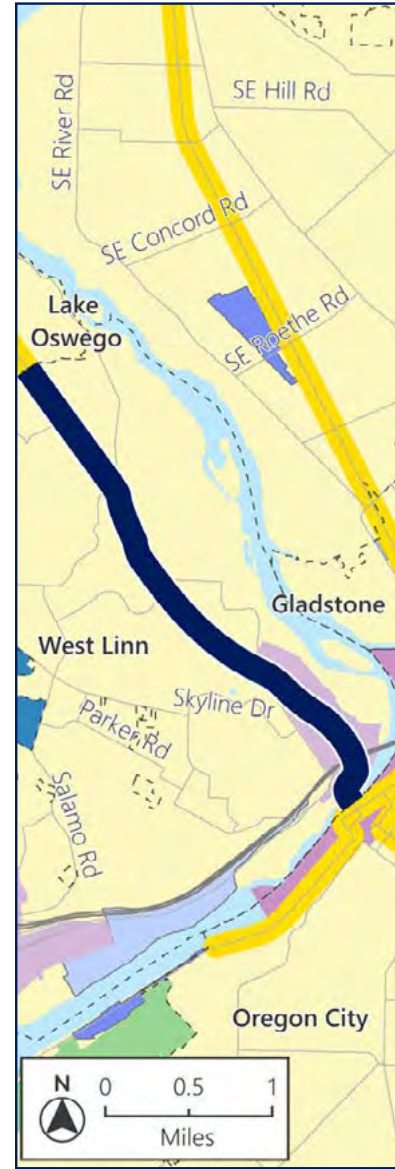 SE River Rd
SE Hill Rd
SE Concord Rd
Lake
Oswego
SE Roethe Rd
Gladstone
West Linn
Skyline Dr
Parker Rd
Salamo Rd
Oregon City
N
0 0.5 1
Miles